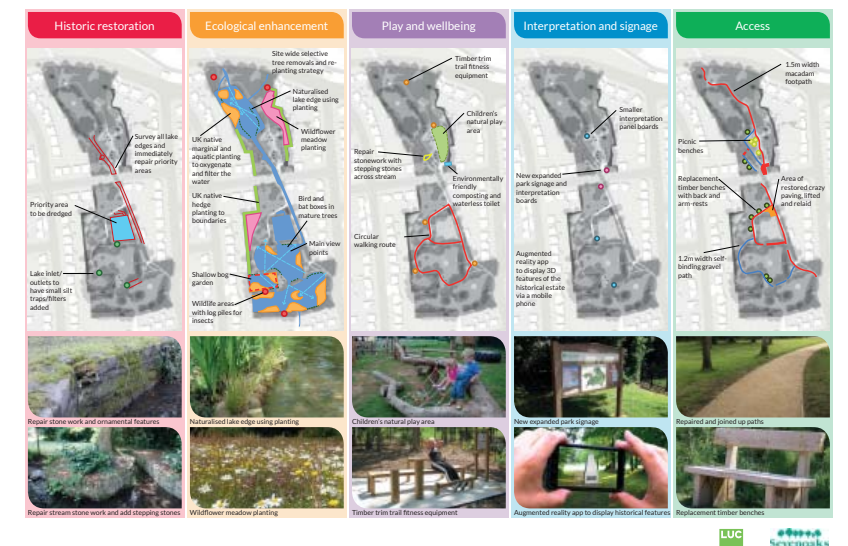 Historic restoration
Survey all lake
edges and
immediately
repair priority
areas
Priority area
to be dredged
Lake inlet/
outlets to
have small silt
traps/filters
added
Repair stone work and ornamental features
Repair stream stone work and add stepping stones
Ecological enhancement
Site wide selective
tree removals and re-
planting strategy
Naturalised
lake edge using
planting
Wildflower
meadow
planting
UK native
marginal and
aquatic planting
to oxygenate
and filter the
water
UK native
hedge
planting to
boundaries
Bird and
bat boxes in
mature trees
Main view
points
Shallow bog
garden
Wildlife areas
with log piles for
insects
Naturalised lake edge using planting
Wildflower meadow planting
Play and wellbeing
Timber trim
trail fitness
equipment
Children's
natural play
area
Repair
stonework with
stepping stones
across stream
Environmentally
friendly
composting and
waterless toilet
Circular
walking route
Children's natural play area
Timber trim trail fitness equipment
Interpretation and signage
Smaller
interpretation
panel boards
New expanded
park signage and
interpretation
boards
Augmented
reality app
to display 3D
features of the
historical estate
via a mobile
phone
New expanded park signage
Augmented reality app to display historical features
Access
1.5m width
macadam
footpath
Picnic
benches
Replacement
timber benches
with back and
arm-rests
Area of
restored crazy
paving, lifted
and relaid
1.2m width self-
binding gravel
path
Repaired and joined up paths
Replacement timber benches
LUC
Sevenoaks